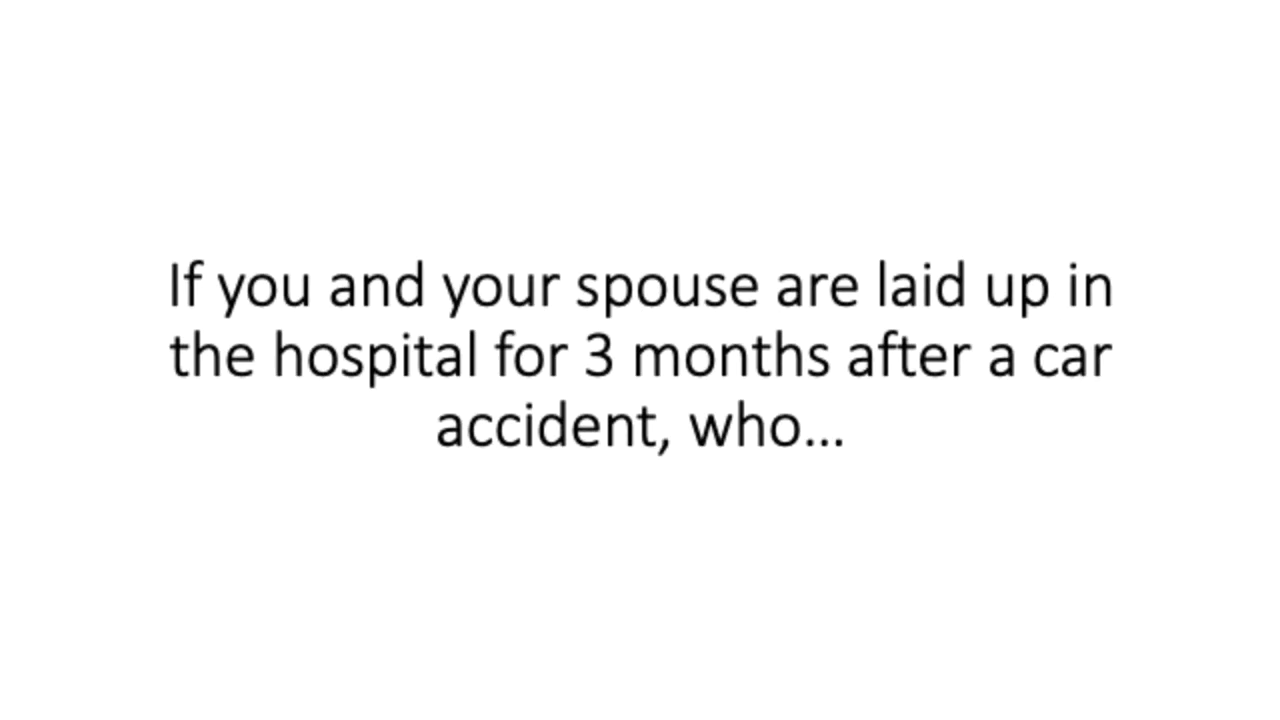 If you and your spouse are laid up in
the hospital for 3 months after a car
accident, who...